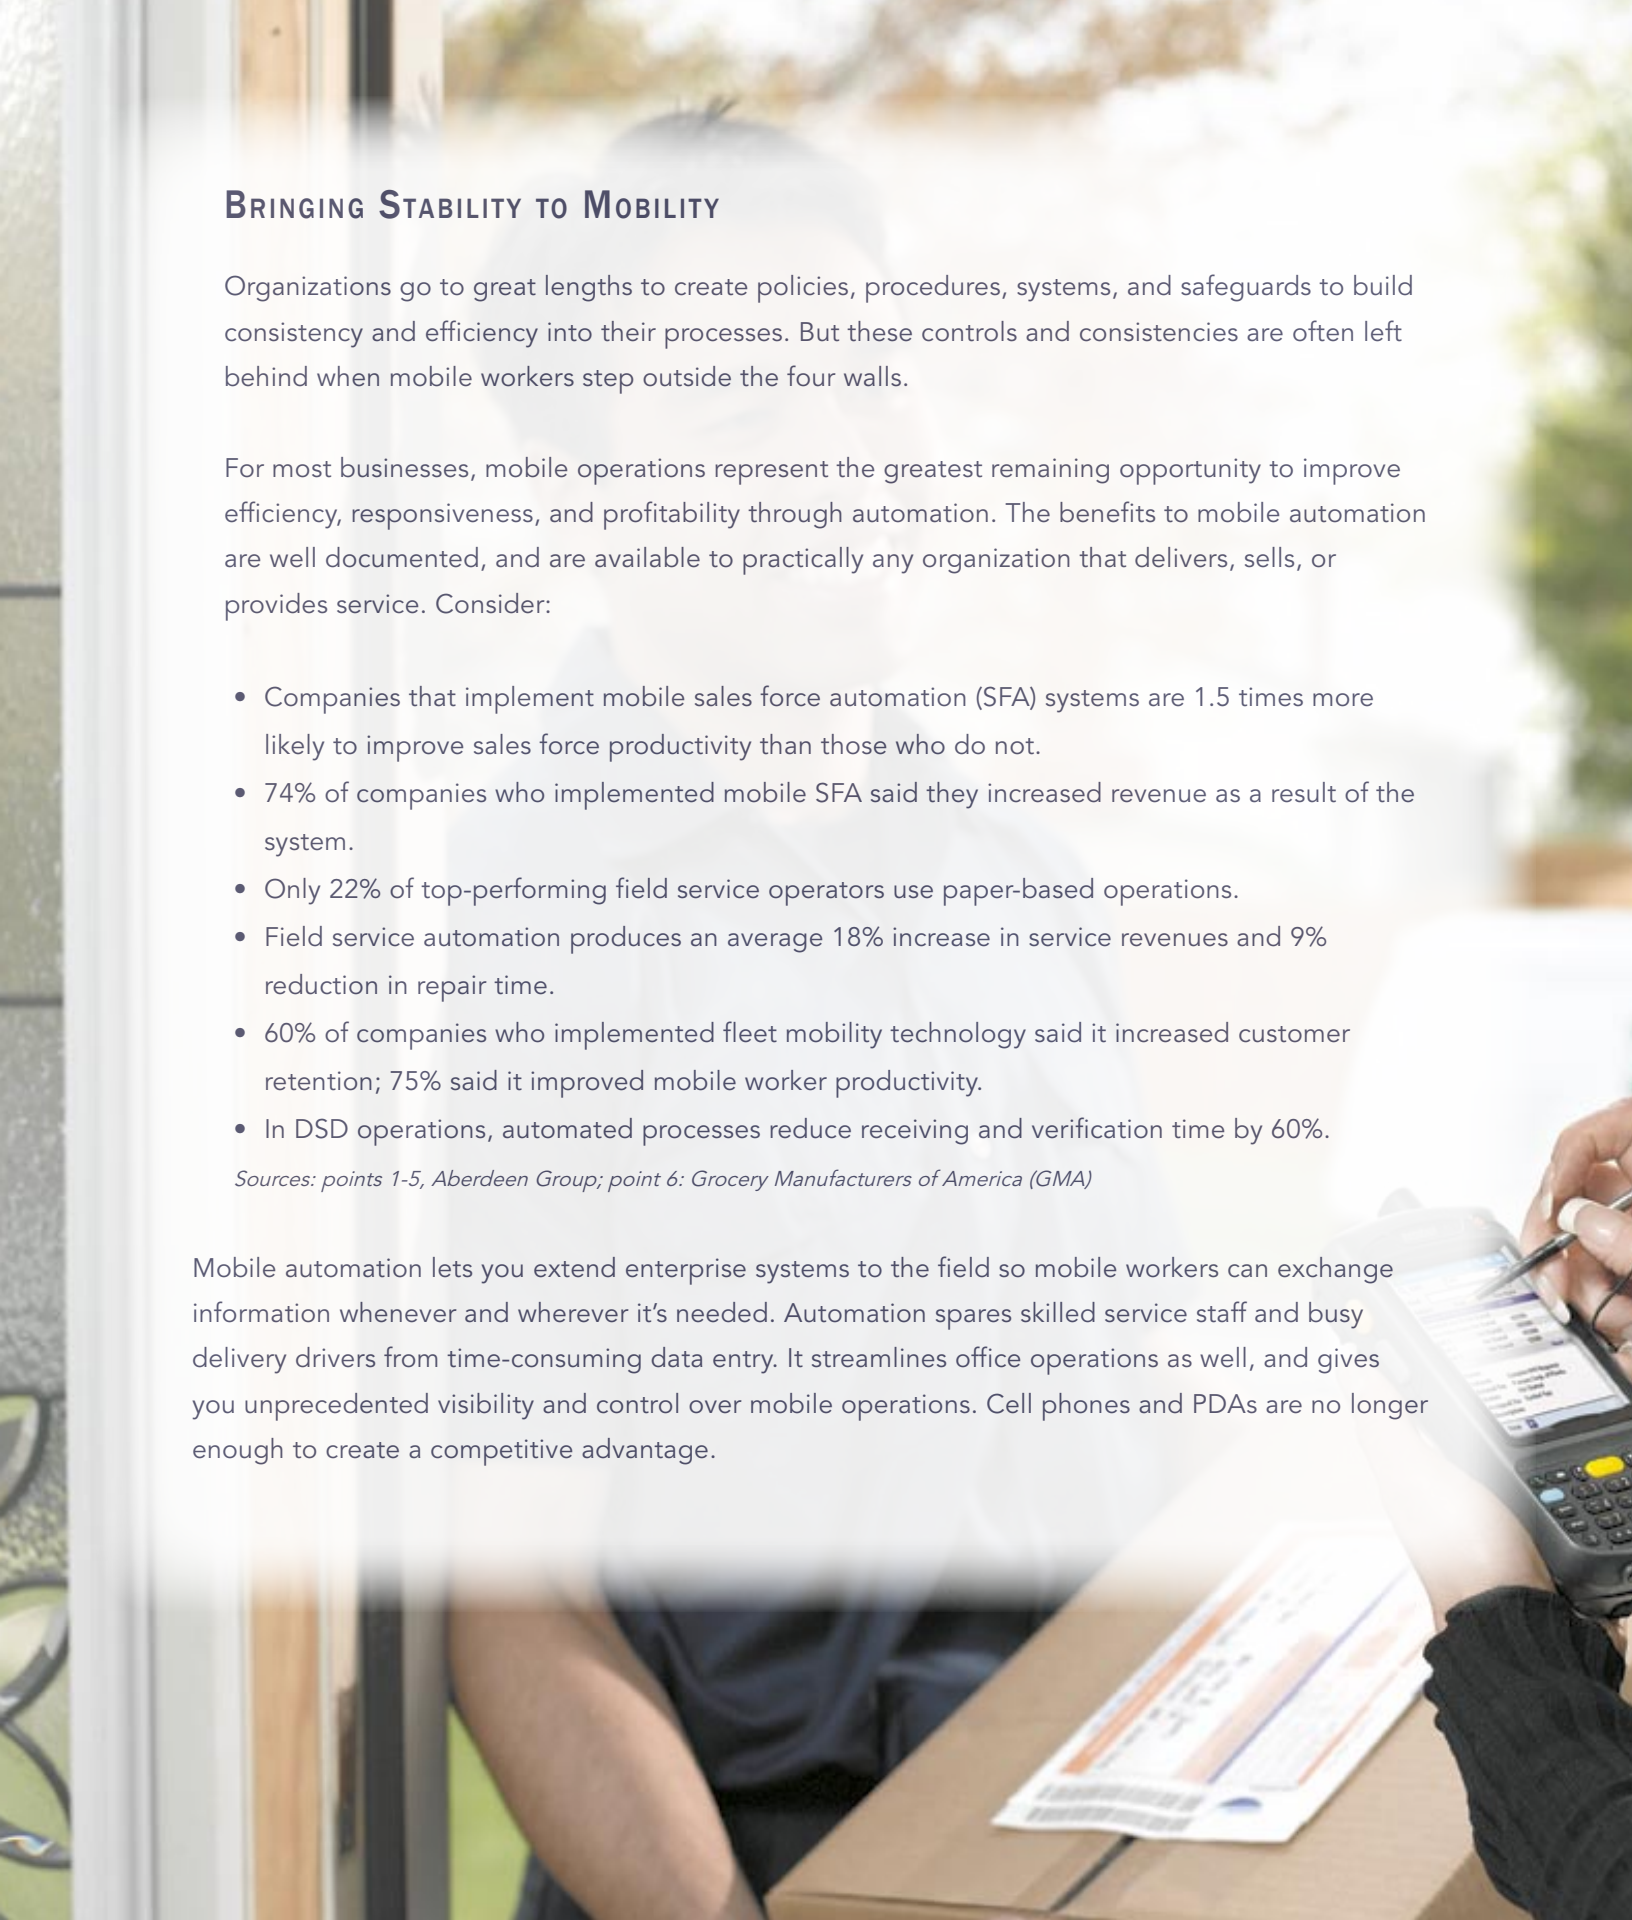 Bringing Stability to Mobility
Organizations go to great lengths to create policies, procedures, systems, and safeguards to build
consistency and efficiency into their processes. But these controls and consistencies are often left
behind when mobile workers step outside the four walls.
For most businesses, mobile operations represent the greatest remaining opportunity to improve
efficiency, responsiveness, and profitability through automation. The benefits to mobile automation
are well documented, and are available to practically any organization that delivers, sells, or
provides service. Consider:
• Companies that implement mobile sales force automation (SFA) systems are 1.5 times more
likely to improve sales force productivity than those who do not.
• 74% of companies who implemented mobile SFA said they increased revenue as a result of the
system.
• Only 22% of top-performing field service operators use paper-based operations.
• Field service automation produces an average 18% increase in service revenues and 9%
reduction in repair time.
• 60% of companies who implemented fleet mobility technology said it increased customer
retention; 75% said it improved mobile worker productivity.
• In DSD operations, automated processes reduce receiving and verification time by 60%.
Sources: points 1-5, Aberdeen Group; point 6: Grocery Manufacturers of America (GMA)
Mobile automation lets you extend enterprise systems to the field so mobile workers can exchange
information whenever and wherever it’s needed. Automation spares skilled service staff and busy
delivery drivers from time-consuming data entry. It streamlines office operations as well, and gives
you unprecedented visibility and control over mobile operations. Cell phones and PDAs are no longer
enough to create a competitive advantage.